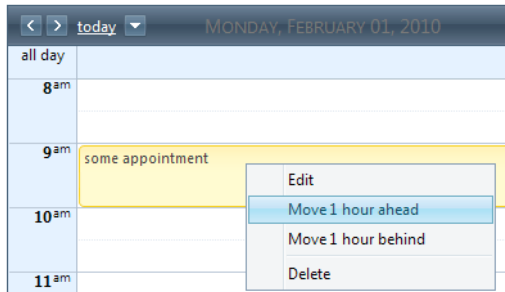 today MONDAY, FEBRUARY 01, 2010
all day
8am
9am some appointment
Edit
Move 1 hour ahead
10am
Move 1 hour behind
Delete
11am